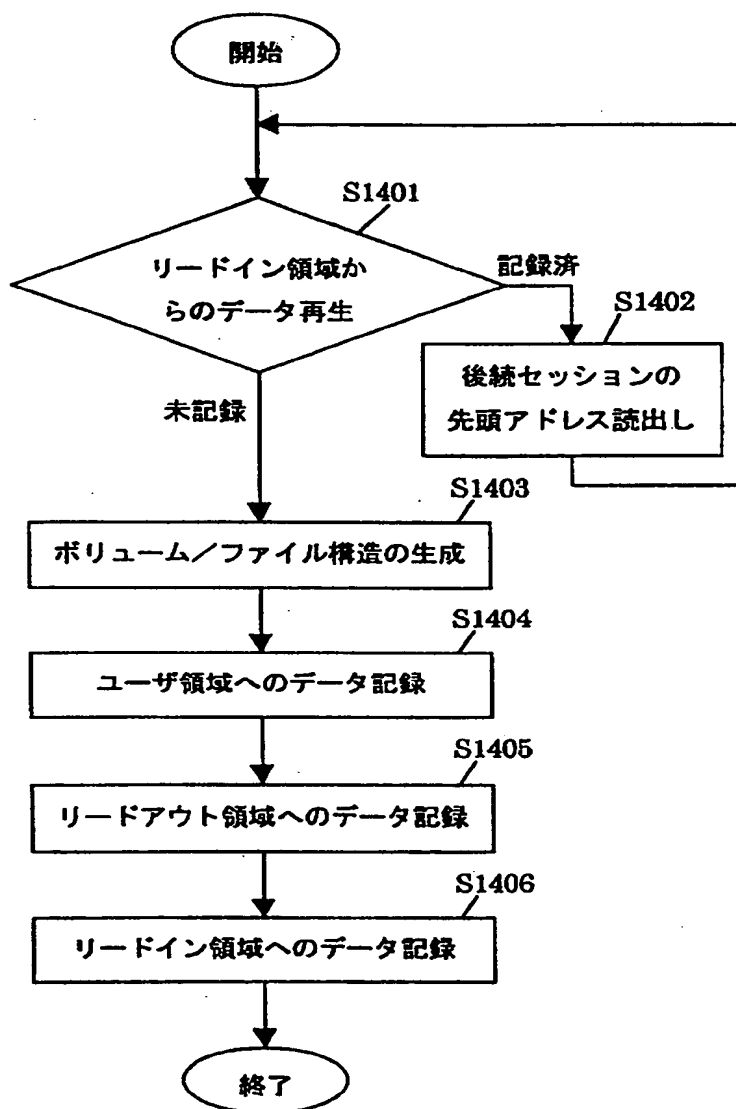 開始
S1401
リードイン領域か
らのデータ再生
記録済
S1402
後続セッションの
先頭アドレス読出し
未記録
S1403
ボリューム／ファイル構造の生成
S1404
ユーザ領域へのデータ記録
S1405
リードアウト領域へのデータ記録
S1406
リードイン領域へのデータ記録
終了